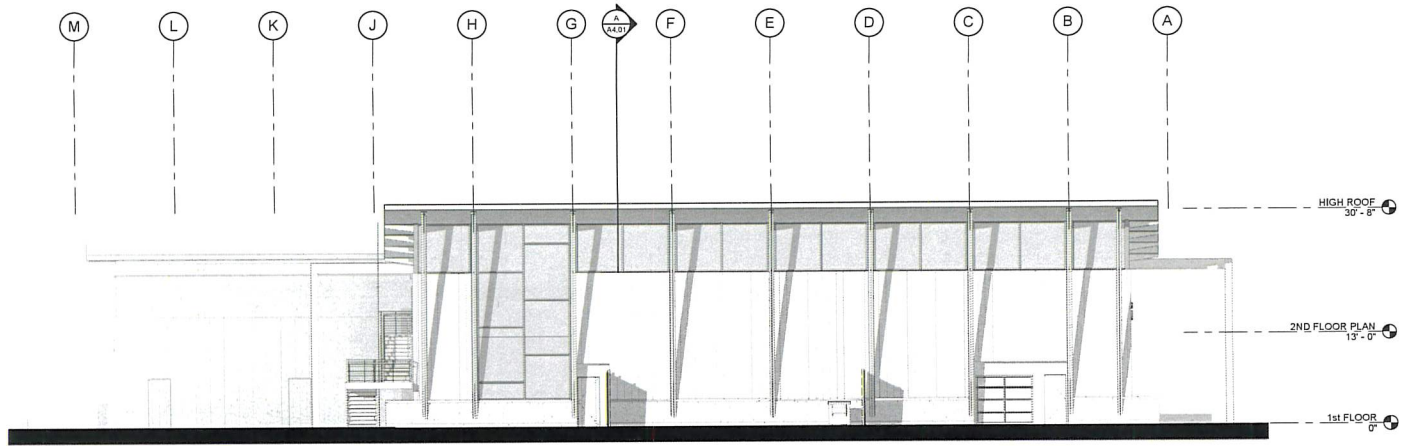 M L K J H G A F E D C B A
A4.01
HIGH ROOF
30' - 8"
2ND FLOOR PLAN
13' - 0"
1st FLOOR
0"